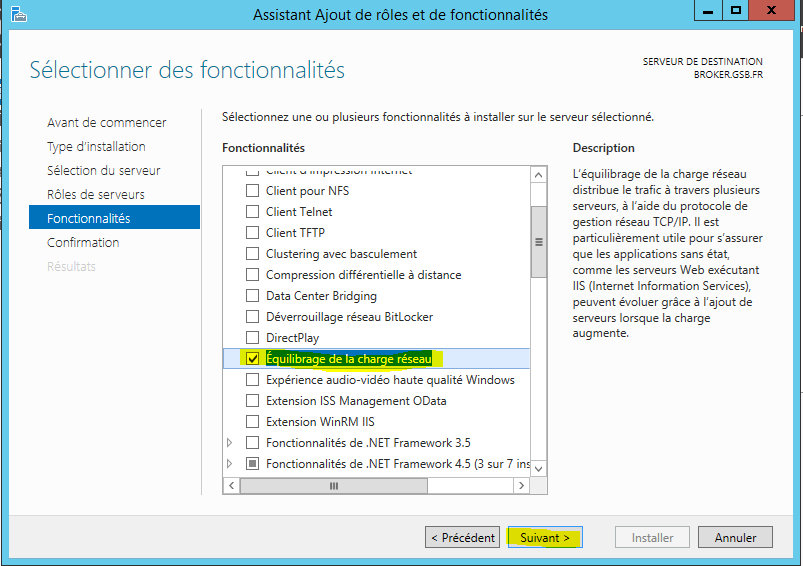 Assistant Ajout de rôles et de fonctionnalités
Sélectionner des fonctionnalités
SERVEUR DE DESTINATION
BROKER.GSB.FR
Avant de commencer
Type d'installation
Sélection du serveur
Rôles de serveurs
Fonctionnalités
Confirmation
Résultats
Sélectionnez une ou plusieurs fonctionnalités à installer sur le serveur sélectionné.
Fonctionnalités
Client d'impression Internet
Client pour NFS
Client Telnet
Client TFTP
Clustering avec basculement
Compression différentielle à distance
Data Center Bridging
Déverrouillage réseau BitLocker
DirectPlay
Équilibrage de la charge réseau
Expérience audio-vidéo haute qualité Windows
Extension ISS Management OData
Extension WinRM IIS
Fonctionnalités de .NET Framework 3.5
Fonctionnalités de .NET Framework 4.5 (3 sur 7 ins
Description
L'équilibrage de la charge réseau
distribue le trafic à travers plusieurs
serveurs, à l'aide du protocole de
gestion réseau TCP/IP. Il est
particulièrement utile pour s'assurer
que les applications sans état,
comme les serveurs Web exécutant
IIS (Internet Information Services),
peuvent évoluer grâce à l'ajout de
serveurs lorsque la charge
augmente.
< Précédent
Suivant >
Installer
Annuler